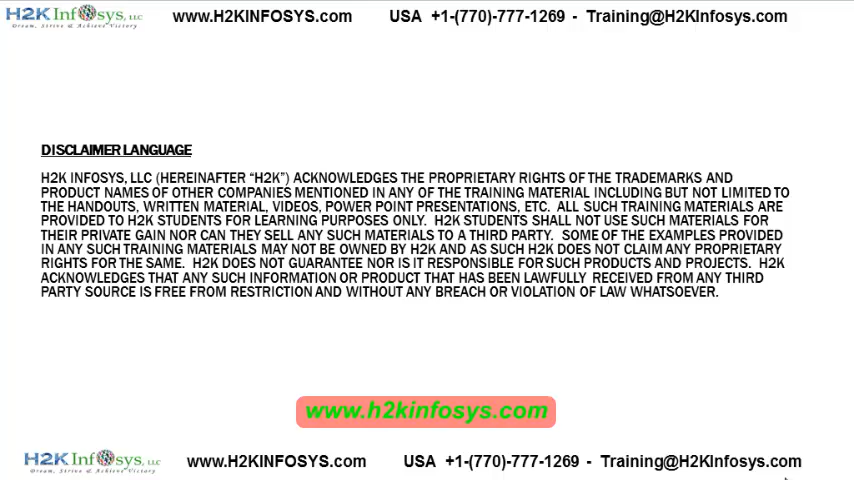 H2K Infosys, LLC www.H2KINFOSYS.com USA +1-(770)-777-1269 - Training@H2KInfosys.com
Dream, Strive & Achieve Victory
DISCLAIMER LANGUAGE
H2K INFOSYS, LLC (HEREINAFTER “H2K”) ACKNOWLEDGES THE PROPRIETARY RIGHTS OF THE TRADEMARKS AND
PRODUCT NAMES OF OTHER COMPANIES MENTIONED IN ANY OF THE TRAINING MATERIAL INCLUDING BUT NOT LIMITED TO
THE HANDOUTS, WRITTEN MATERIAL, VIDEOS, POWER POINT PRESENTATIONS, ETC. ALL SUCH TRAINING MATERIALS ARE
PROVIDED TO H2K STUDENTS FOR LEARNING PURPOSES ONLY. H2K STUDENTS SHALL NOT USE SUCH MATERIALS FOR
THEIR PRIVATE GAIN NOR CAN THEY SELL ANY SUCH MATERIALS TO A THIRD PARTY. SOME OF THE EXAMPLES PROVIDED
IN ANY SUCH TRAINING MATERIALS MAY NOT BE OWNED BY H2K AND AS SUCH H2K DOES NOT CLAIM ANY PROPRIETARY
RIGHTS FOR THE SAME. H2K DOES NOT GUARANTEE NOR IS IT RESPONSIBLE FOR SUCH PRODUCTS AND PROJECTS. H2K
ACKNOWLEDGES THAT ANY SUCH INFORMATION OR PRODUCT THAT HAS BEEN LAWFULLY RECEIVED FROM ANY THIRD
PARTY SOURCE IS FREE FROM RESTRICTION AND WITHOUT ANY BREACH OR VIOLATION OF LAW WHATSOEVER.
www.h2kinfosys.com
H2K Infosys, LLC www.H2KINFOSYS.com USA +1-(770)-777-1269 - Training@H2KInfosys.com
Dream, Strive & Achieve Victory